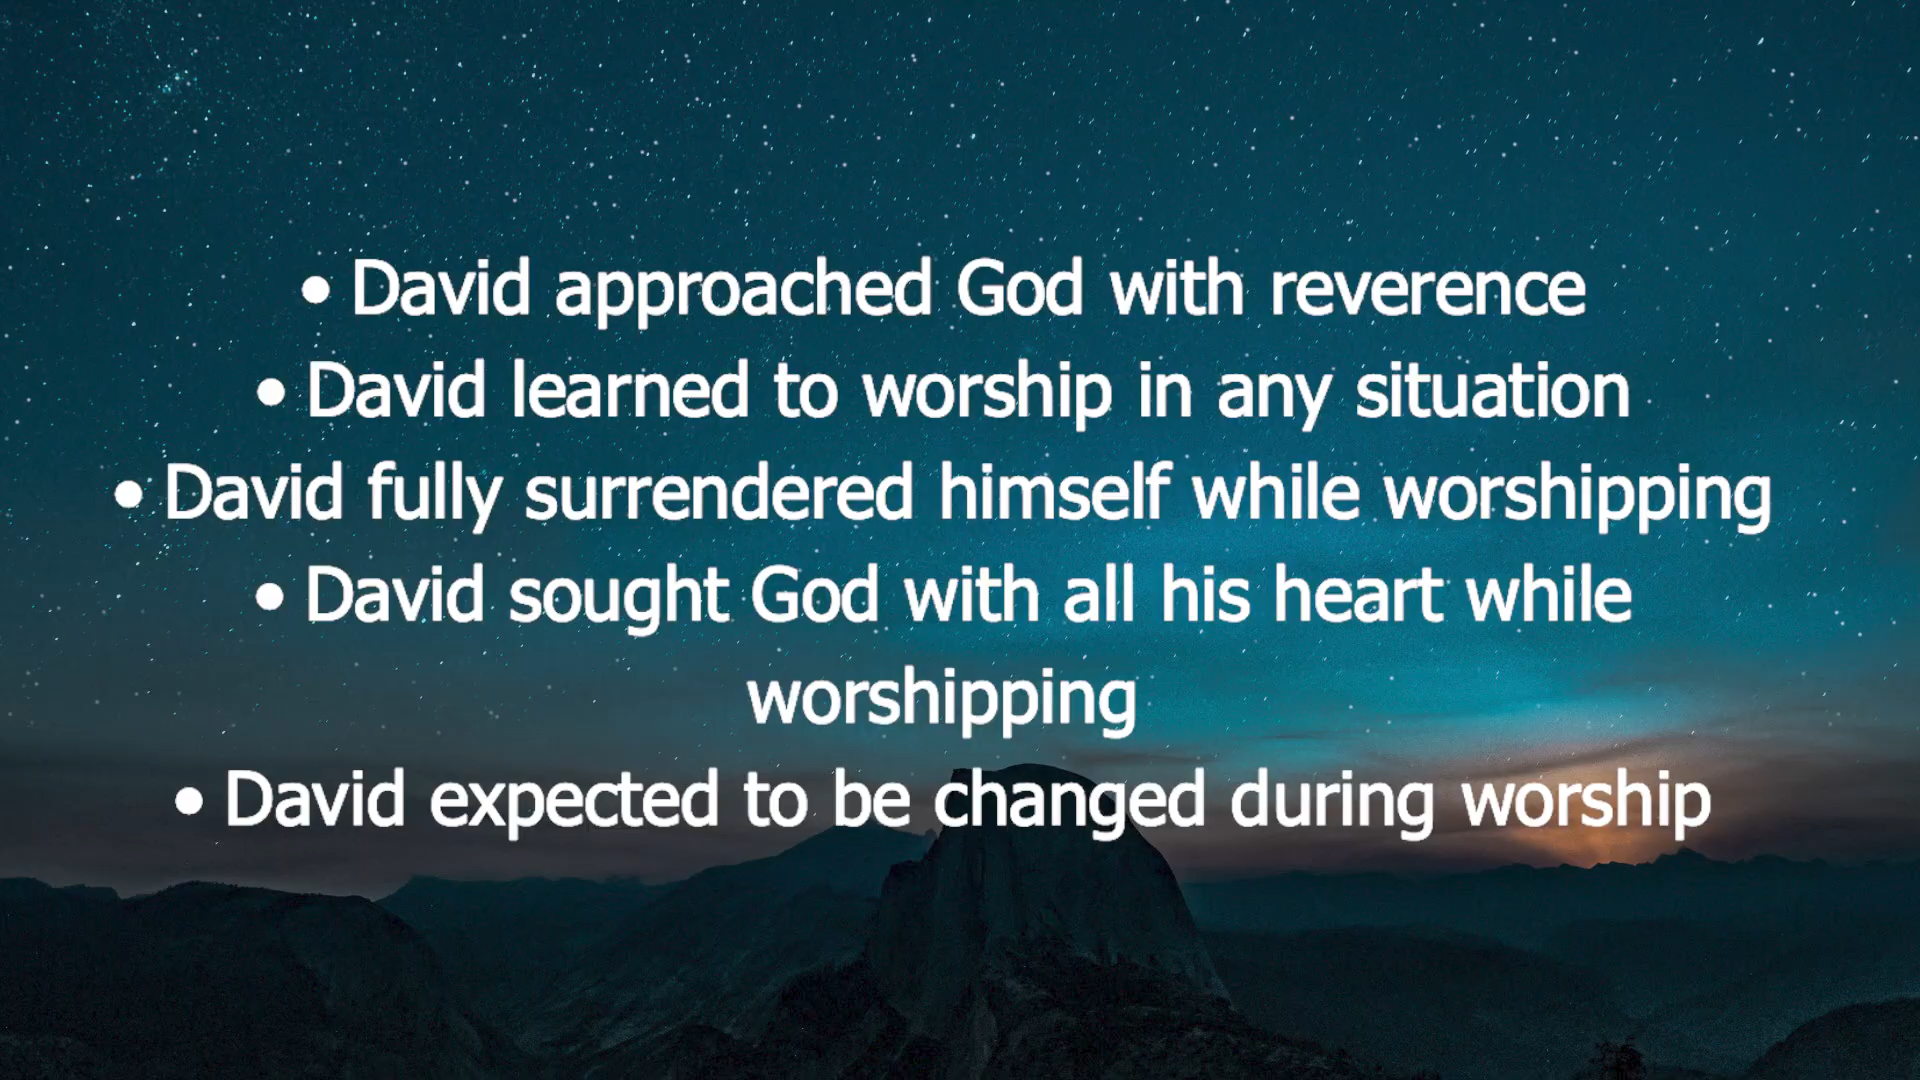 • David approached God with reverence
• David learned to worship in any situation
• David fully surrendered himself while worshipping
• David sought God with all his heart while
worshipping
• David expected to be changed during worship